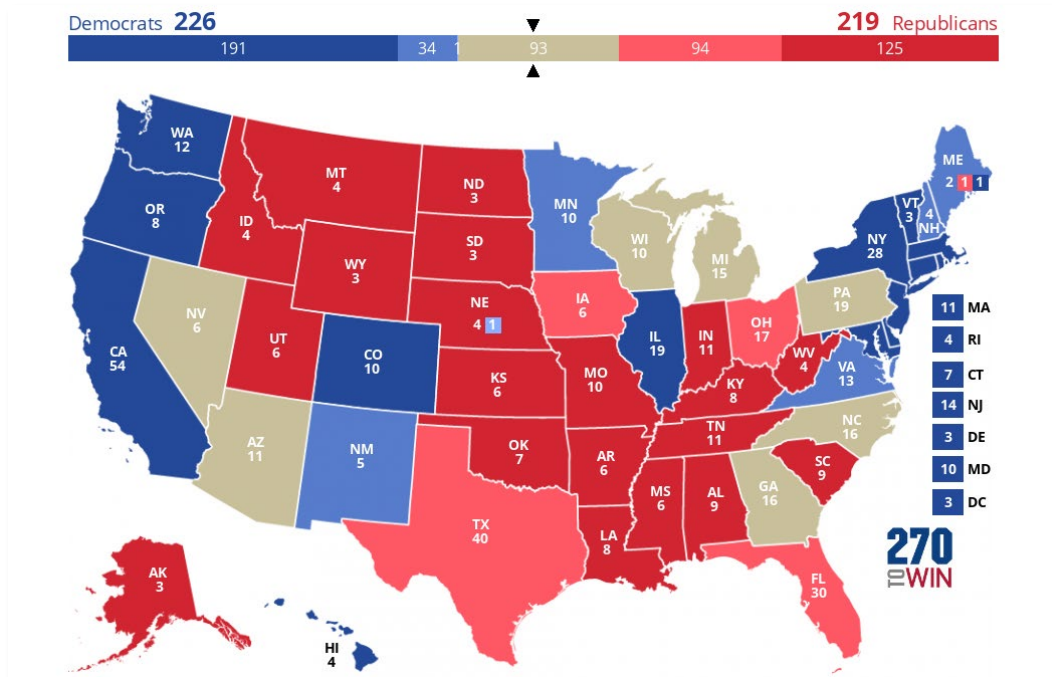 Democrats 226
219 Republicans
191
34
1
93
94
125
WA
12
OR
8
CA
54
NV
6
ID
4
MT
4
WY
3
UT
6
AZ
11
CO
10
NM
5
ND
3
SD
3
NE
4 1
KS
6
OK
7
TX
40
MN
10
IA
6
MO
10
AR
6
LA
8
WI
10
IL
19
MI
15
IN
11
OH
17
KY
8
TN
11
MS
6
AL
9
GA
16
FL
30
SC
9
NC
16
VA
13
WV
4
PA
19
NY
28
VT
3
4
NH
ME
2 1 1
11 MA
4 RI
7 CT
14 NJ
3 DE
10 MD
3 DC
AK
3
HI
4
270
TO WIN